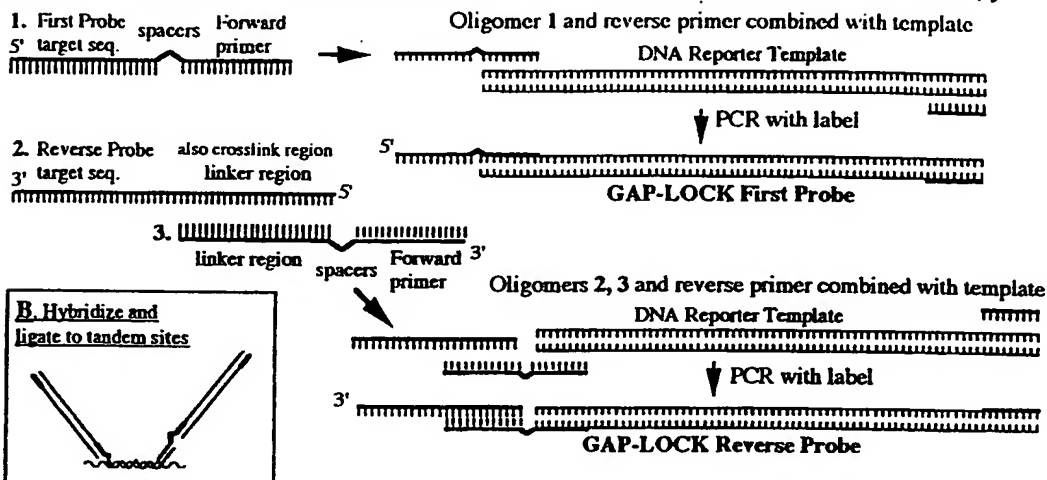 1. First Probe spacers Forward
5' target seq. primer
Oligomer 1 and reverse primer combined with template
DNA Reporter Template
PCR with label
5'
GAP-LOCK First Probe
2. Reverse Probe also crosslink region
3' target seq. linker region
5'
3.
linker region spacers Forward 3'
primer
Oligomers 2, 3 and reverse primer combined with template
DNA Reporter Template
PCR with label
3'
GAP-LOCK Reverse Probe
B. Hybridize and
ligate to tandem sites